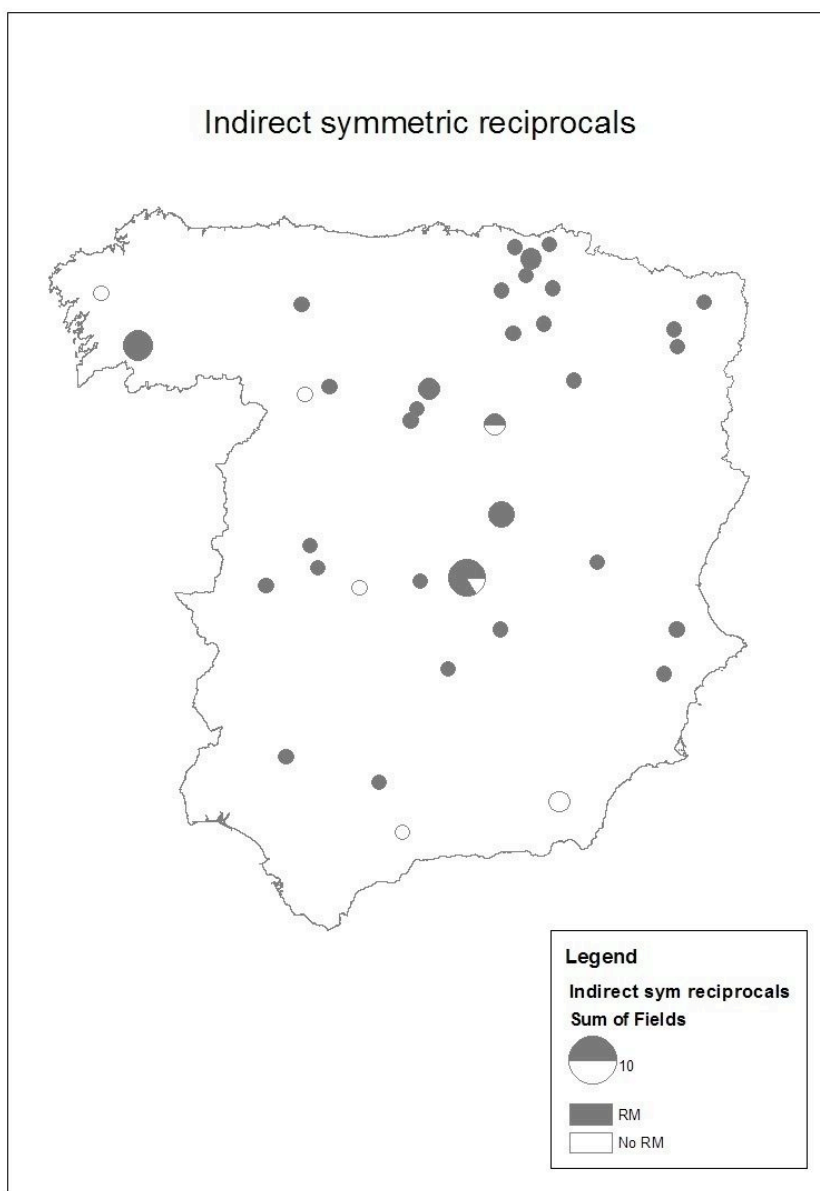 Indirect symmetric reciprocals
Legend
Indirect sym reciprocals
Sum of Fields
10
RM
No RM